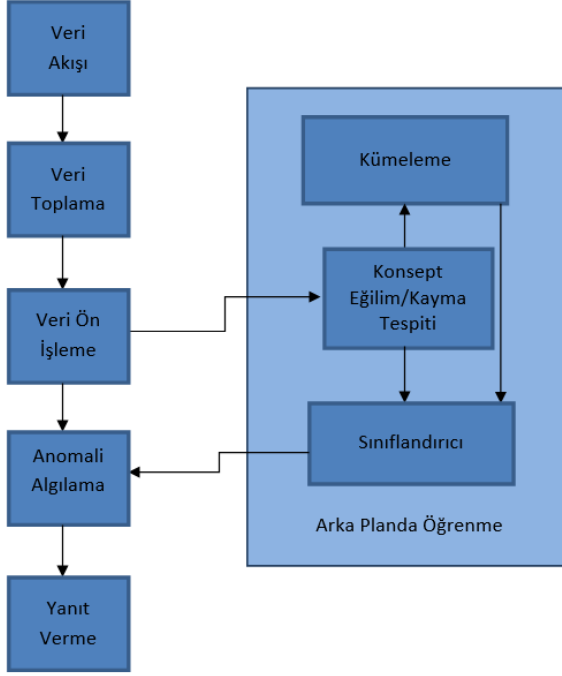 Veri
Akışı
Veri
Toplama
Veri Ön
İşleme
Anomali
Algılama
Yanıt
Verme
Kümeleme
Konsept
Eğilim/Kayma
Tespiti
Sınıflandırıcı
Arka Planda Öğrenme